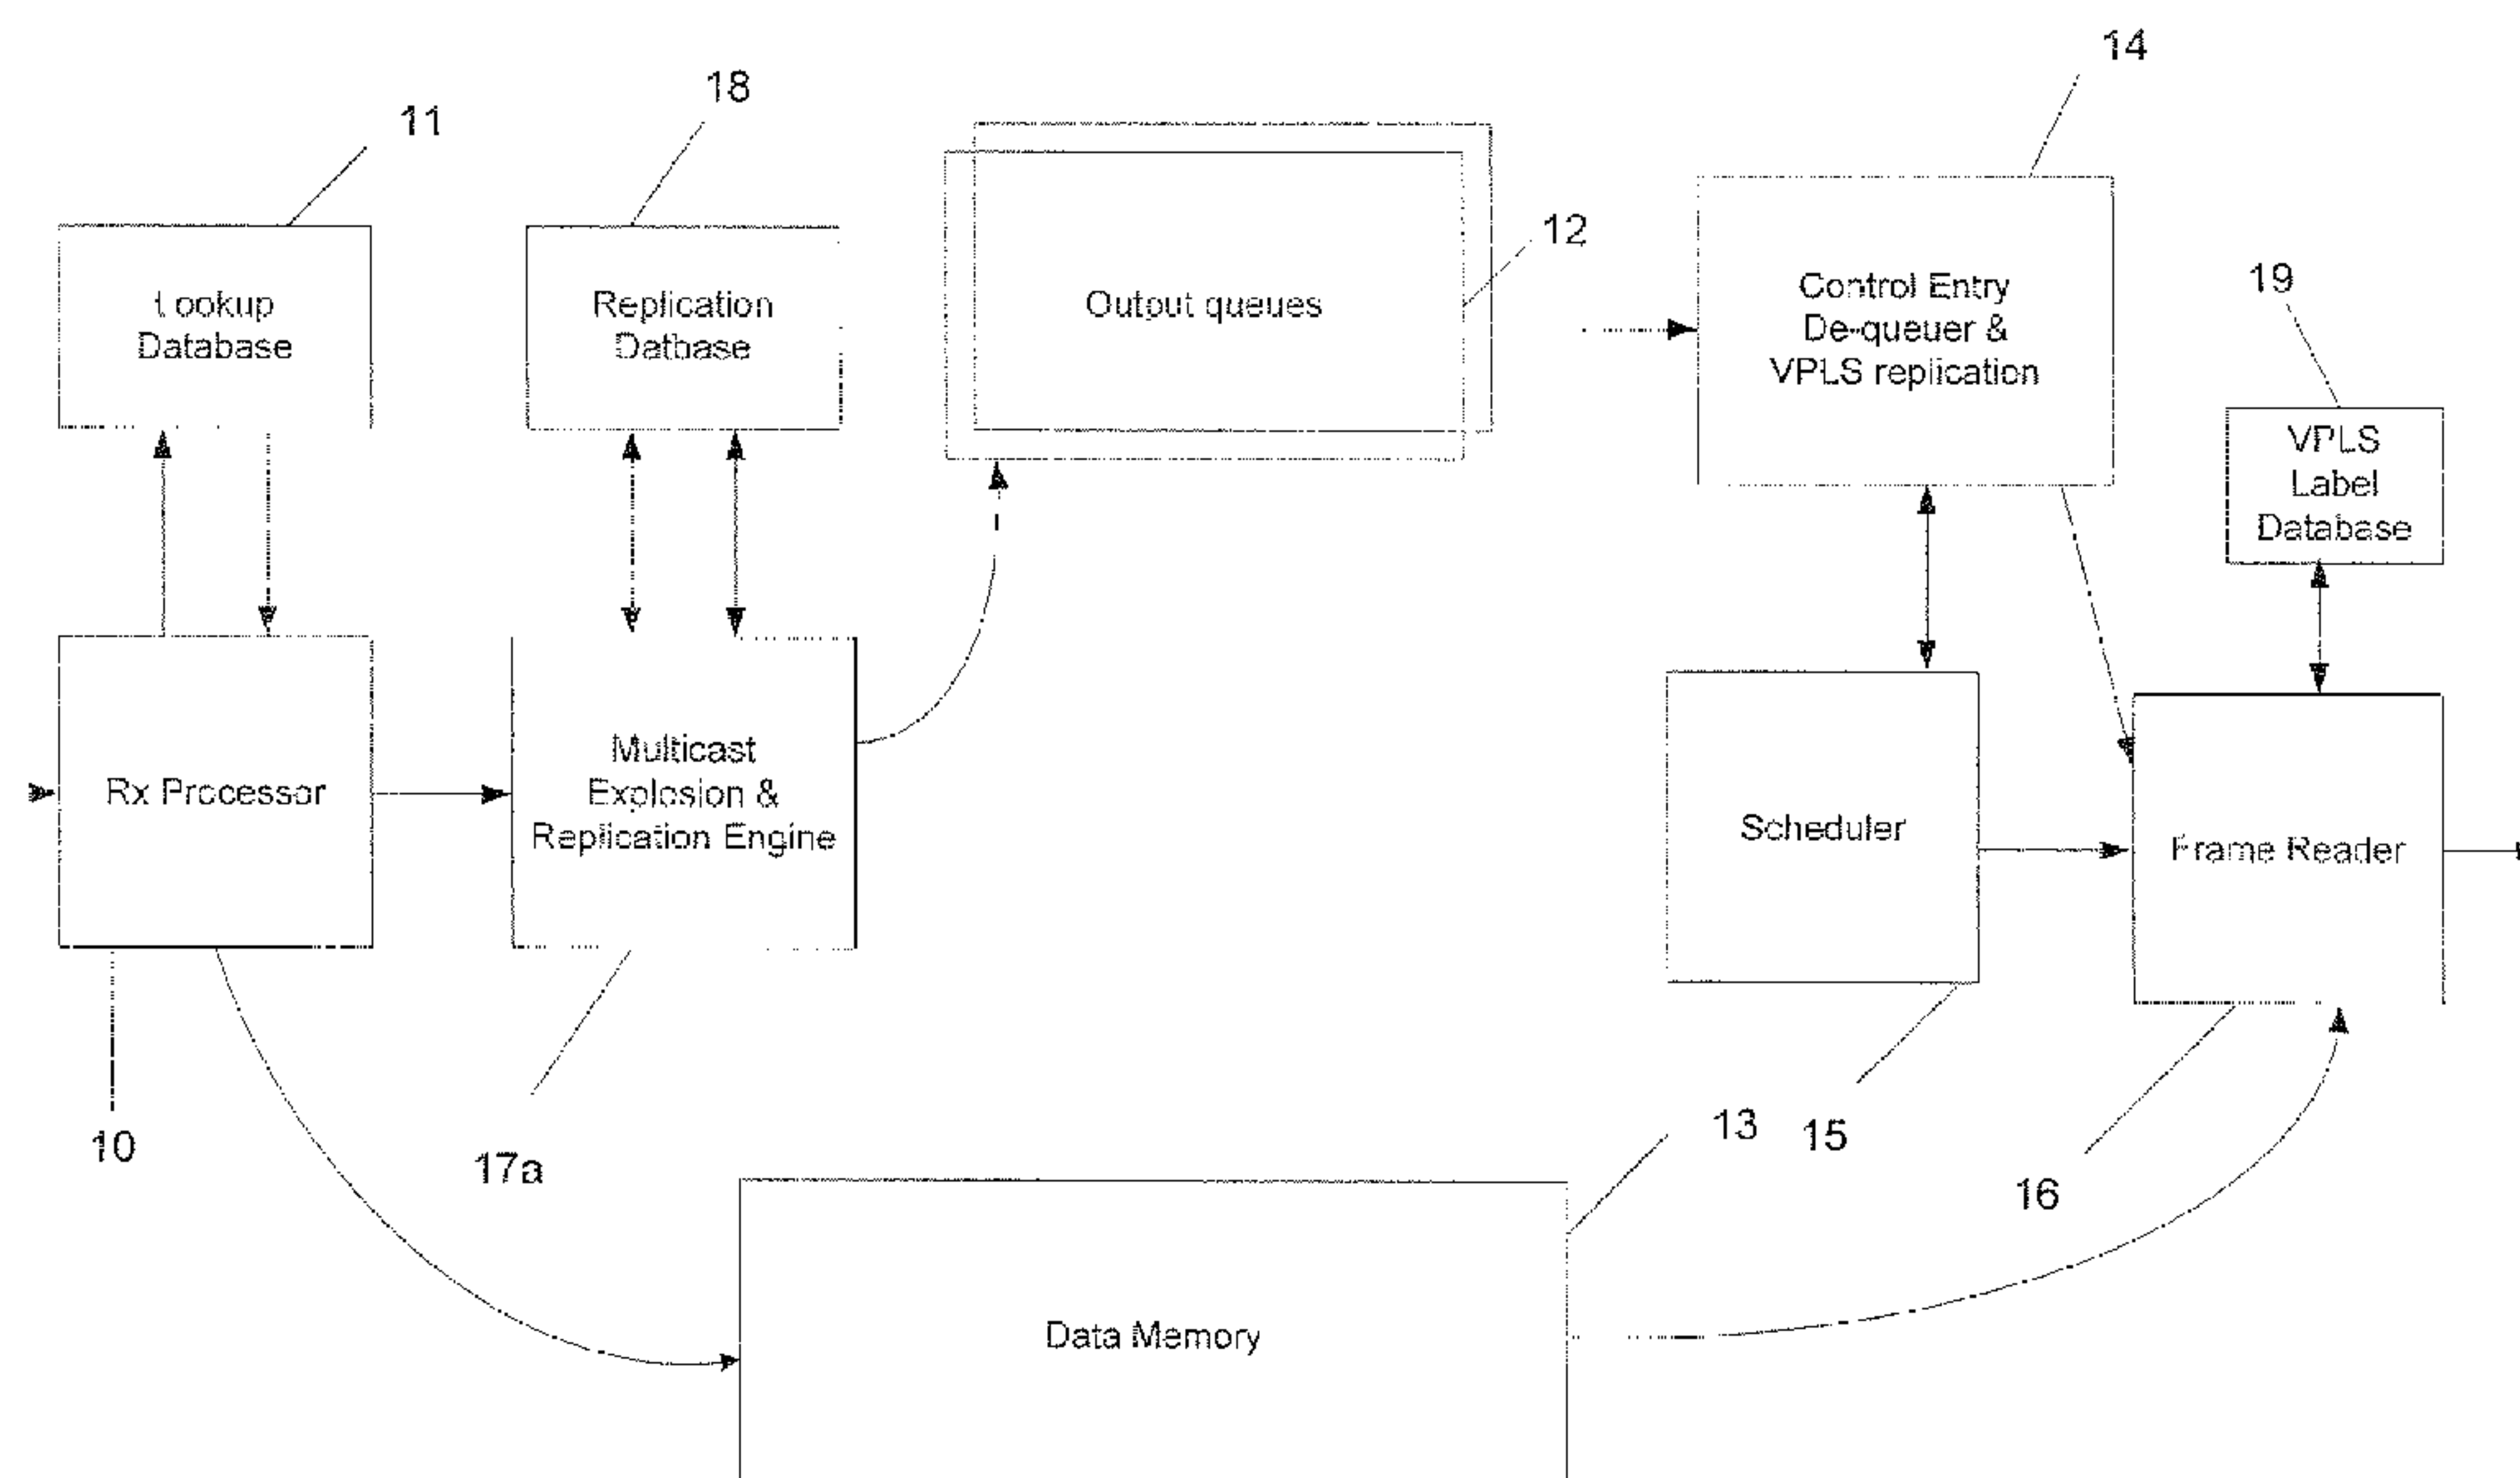 14
18
11
12
19
Lookup
Database
Replication
Datbase
Output queues
Control Entry
De-queuer &
VPLS replication
VPLS
Label
Database
Rx Processor
Multicast
Explosion &
Replication Engine
Scheduler
Frame Reader
10
17a
13
15
16
Data Memory